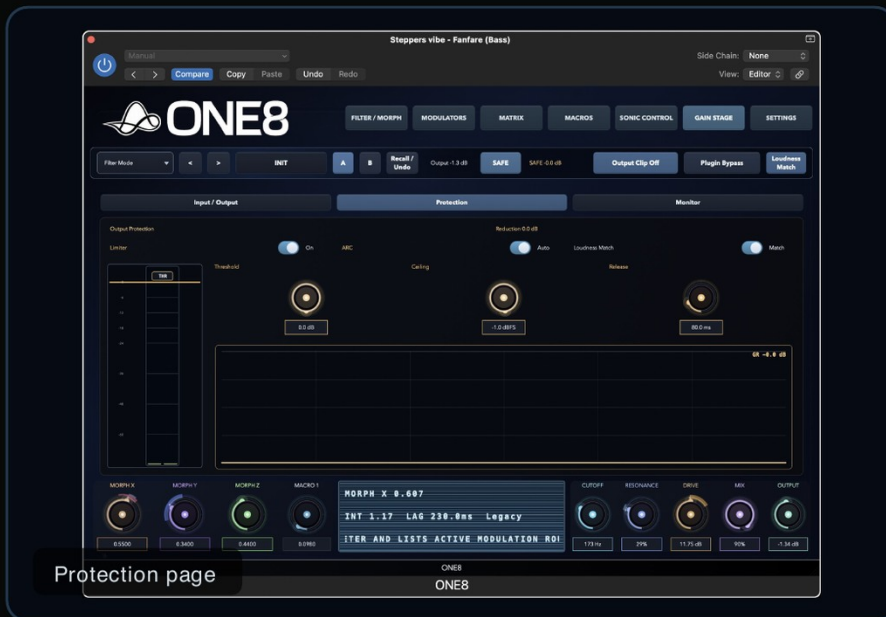 Steppers vibe - Fanfare (Bass)
Manual
Side Chain: None
< > Compare Copy Paste Undo Redo
View: Editor
ONE8
FILTER / MORPH MODULATORS MATRIX MACROS SONIC CONTROL GAIN STAGE SETTINGS
Filter Mode < > INIT A B Recall / Undo Output -1.3 dB SAFE SAFE -0.0 dB Output Clip Off Plugin Bypass Loudness Match
Input / Output Protection Monitor
Output Protection Reduction 0.0 dB
Limiter On ARC Auto Loudness Match Match
THR
Threshold Ceiling Release
0.0 dB -1.0 dBFS 80.0 ms
GR -0.0 dB
MORPH X MORPH Y MORPH Z MACRO 1
0.5500 0.3400 0.4400 0.0980
MORPH X 0.607
INT 1.17 LAG 230.0ms Legacy
TER AND LISTS ACTIVE MODULATION ROU
CUTOFF RESONANCE DRIVE MIX OUTPUT
173 Hz 29% 11.75 dB 90% -1.34 dB
Protection page
ONE8
ONE8